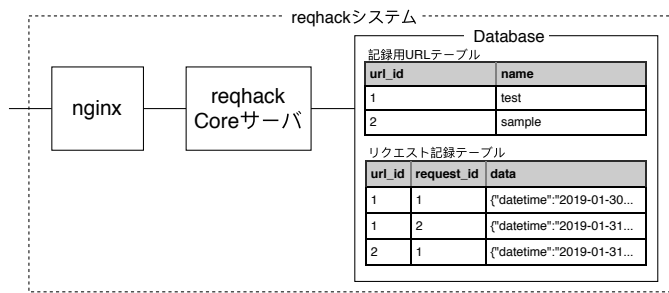 reqhackシステム
nginx
reqhack
Coreサーバ
Database
記録用URLテーブル
url_id name
1 test
2 sample
リクエスト記録テーブル
url_id request_id data
1 1 {"datetime":"2019-01-30...
1 2 {"datetime":"2019-01-31...
2 1 {"datetime":"2019-01-31...